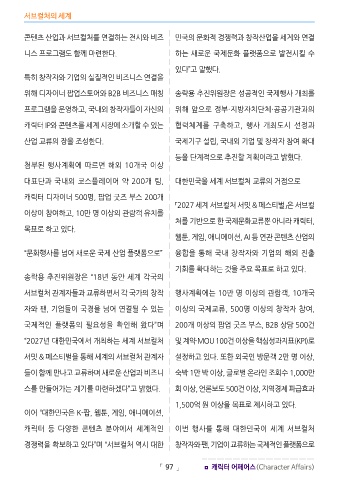 서브컬처의 세계
콘텐츠 산업과 서브컬처를 연결하는 전시와 비즈
니스 프로그램도 함께 마련한다.
특히 창작자와 기업의 실질적인 비즈니스 연결을
위해 디자이너 팝업스토어와 B2B 비즈니스 매칭
프로그램을 운영하고, 국내외 창작자들이 자신의
캐릭터 IP와 콘텐츠를 세계 시장에 소개할 수 있는
산업 교류의 장을 조성한다.
첨부된 행사계획에 따르면 해외 10개국 이상
대표단과 국내외 코스플레이어 약 200개 팀,
캐릭터 디자이너 500명, 팝업 굿즈 부스 200개
이상이 참여하고, 10만 명 이상의 관람객 유치를
목표로 하고 있다.
“문화행사를 넘어 새로운 국제 산업 플랫폼으로”
송락용 추진위원장은 “18년 동안 세계 각국의
서브컬처 관계자들과 교류하면서 각 국가의 창작
자와 팬, 기업들이 국경을 넘어 연결될 수 있는
국제적인 플랫폼의 필요성을 확인해 왔다”며
“2027년 대한민국에서 개최하는 세계 서브컬처
서밋 & 페스티벌을 통해 세계의 서브컬처 관계자
들이 함께 만나고 교류하며 새로운 산업과 비즈니
스를 만들어가는 계기를 마련하겠다”고 밝혔다.
이어 “대한민국은 K-팝, 웹툰, 게임, 애니메이션,
캐릭터 등 다양한 콘텐츠 분야에서 세계적인
경쟁력을 확보하고 있다”며 “서브컬처 역시 대한
민국의 문화적 경쟁력과 창작산업을 세계와 연결
하는 새로운 국제문화 플랫폼으로 발전시킬 수
있다”고 말했다.
송락용 추진위원장은 성공적인 국제행사 개최를
위해 앞으로 정부·지방자치단체·공공기관과의
협력체계를 구축하고, 행사 개최도시 선정과
국제기구 설립, 국내외 기업 및 창작자 참여 확대
등을 단계적으로 추진할 계획이라고 밝혔다.
대한민국을 세계 서브컬처 교류의 거점으로
「2027 세계 서브컬처 서밋 & 페스티벌」은 서브컬
처를 기반으로 한 국제문화교류뿐 아니라 캐릭터,
웹툰, 게임, 애니메이션, AI 등 연관 콘텐츠 산업의
융합을 통해 국내 창작자와 기업의 해외 진출
기회를 확대하는 것을 주요 목표로 하고 있다.
행사계획에는 10만 명 이상의 관람객, 10개국
이상의 국제교류, 500명 이상의 창작자 참여,
200개 이상의 팝업 굿즈 부스, B2B 상담 500건
및 계약·MOU 100건 이상을 핵심성과지표(KPI)로
설정하고 있다. 또한 외국인 방문객 2만 명 이상,
숙박 1만 박 이상, 글로벌 온라인 조회수 1,000만
회 이상, 언론보도 500건 이상, 지역경제 파급효과
1,500억 원 이상을 목표로 제시하고 있다.
이번 행사를 통해 대한민국이 세계 서브컬처
창작자와 팬, 기업이 교류하는 국제적인 플랫폼으로
「 97 」
캐릭터 어페어스(Character Affairs)